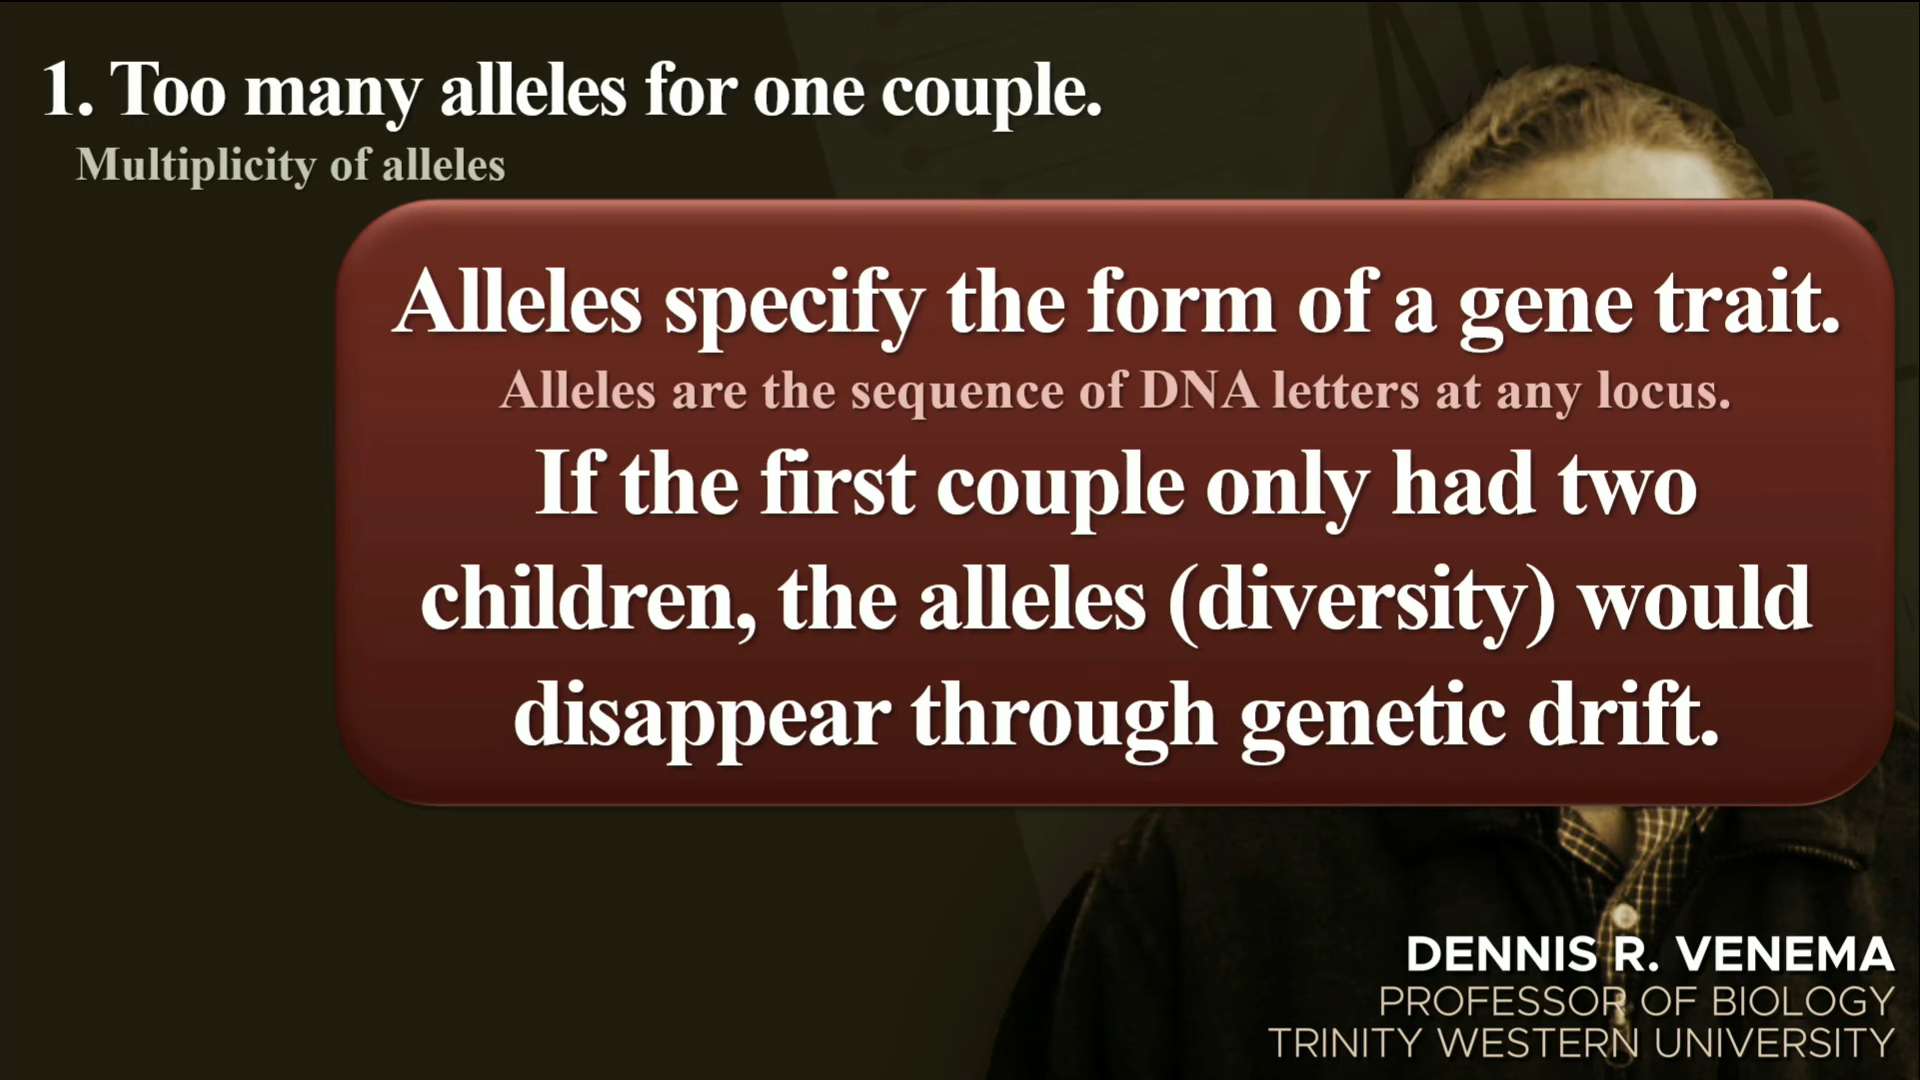 1. Too many alleles for one couple.
Multiplicity of alleles
Alleles specify the form of a gene trait.
Alleles are the sequence of DNA letters at any locus.
If the first couple only had two
children, the alleles (diversity) would
disappear through genetic drift.
DENNIS R. VENEMA
PROFESSOR OF BIOLOGY
TRINITY WESTERN UNIVERSITY